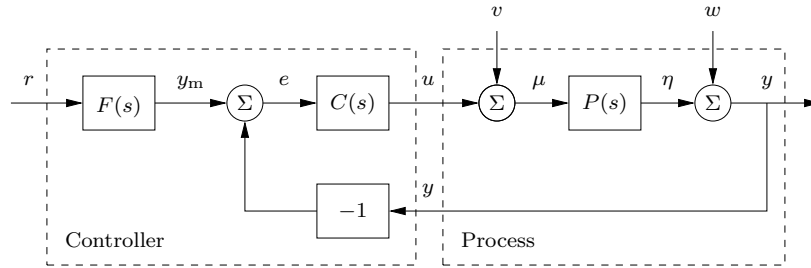 v w
r F(s) y_m Σ e C(s) u Σ μ P(s) η Σ y
−1 y
Controller Process